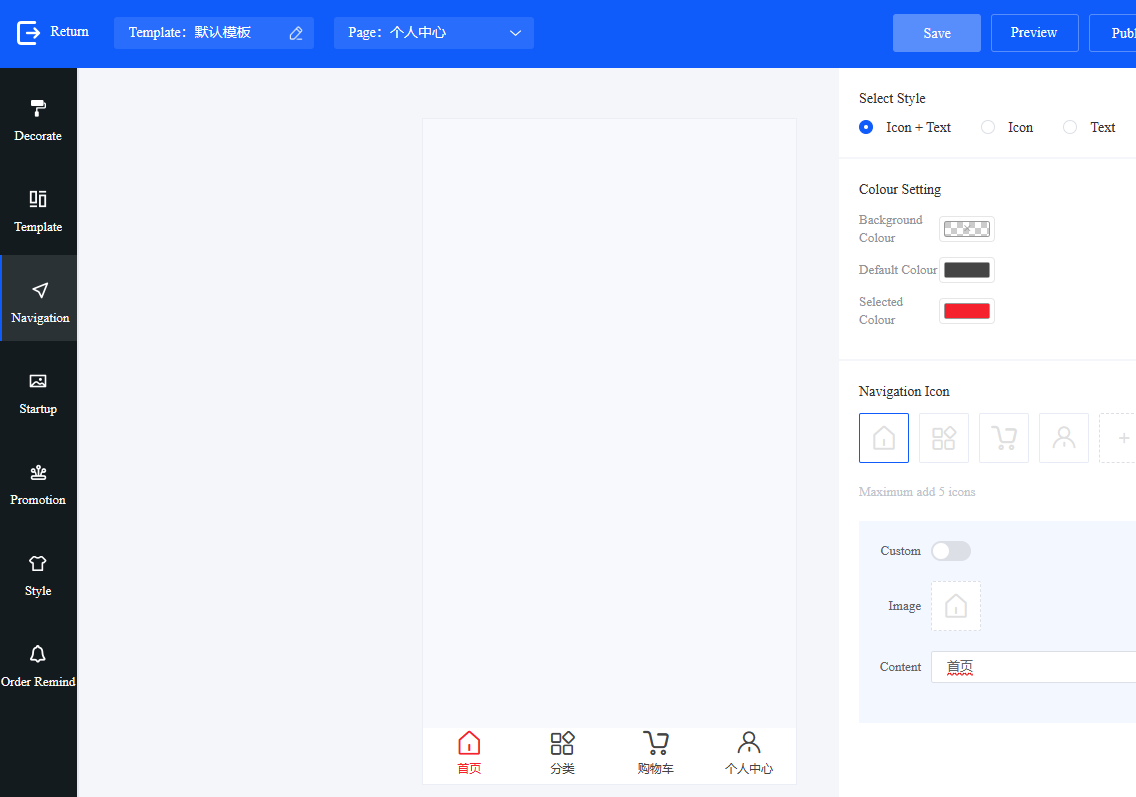 Return
Template: 默认模板
Page: 个人中心
Save
Preview
Publ
Decorate
Template
Navigation
Startup
Promotion
Style
Order Remind
首页
分类
购物车
个人中心
Select Style
Icon + Text
Icon
Text
Colour Setting
Background
Colour
Default Colour
Selected
Colour
Navigation Icon
Maximum add 5 icons
Custom
Image
Content
首页